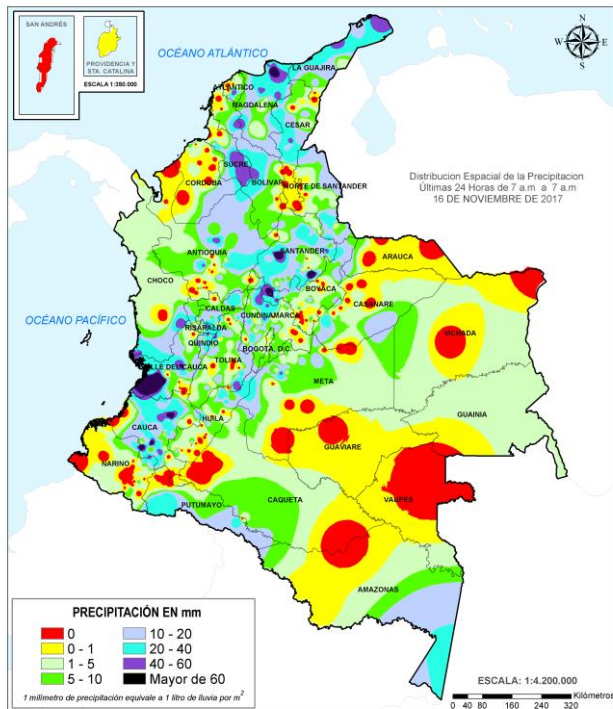 SAN ANDRÉS
PROVIDENCIA Y
STA. CATALINA
ESCALA 1:350.000
OCÉANO ATLÁNTICO
N
W E
S
LA GUAJIRA
ATLÁNTICO
MAGDALENA
CESAR
SUCRE
CORDOBA
BOLIVAR
NORTE DE SANTANDER
Distribucion Espacial de la Precipitacion
Últimas 24 Horas de 7 a.m a 7 a.m
16 DE NOVIEMBRE DE 2017
ANTIOQUIA
SANTANDER
ARAUCA
CHOCO
BOYACA
CASANARE
OCÉANO PACÍFICO
CALDAS
CUNDINAMARCA
RISARALDA
VICHADA
QUINDIO
BOGOTÁ, D.C.
TOLIMA
VALLE DEL CAUCA
META
GUAINIA
HUILA
CAUCA
GUAVIARE
NARIÑO
VAUPES
CAQUETA
PUTUMAYO
AMAZONAS
PRECIPITACIÓN EN mm
0 10 - 20
0 - 1 20 - 40
1 - 5 40 - 60
5 - 10 Mayor de 60
1 milímetro de precipitación equivale a 1 litro de lluvia por m²
ESCALA: 1:4.200.000
Kilómetros
0 40 80 160 240 320